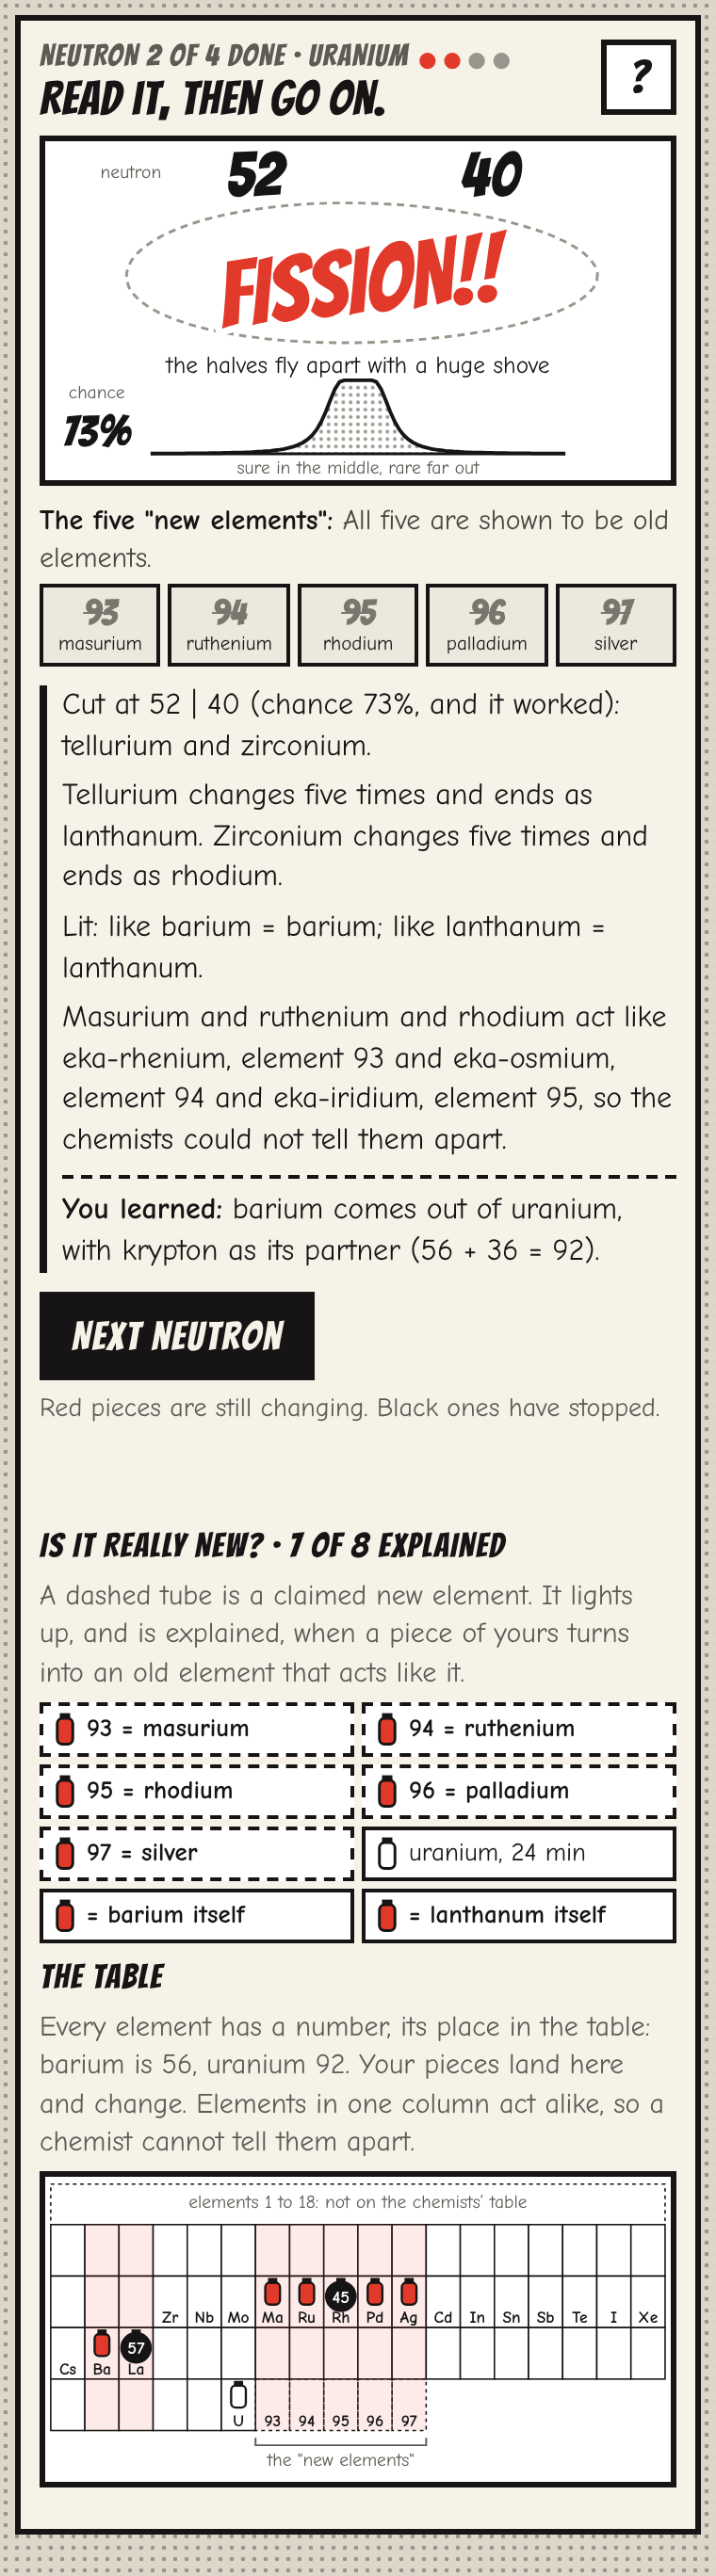 NEUTRON 2 OF 4 DONE · URANIUM
READ IT, THEN GO ON.
?
neutron
52
40
FISSION!!
the halves fly apart with a huge shove
chance
73%
sure in the middle, rare far out
The five "new elements": All five are shown to be old
elements.
93
masurium
94
ruthenium
95
rhodium
96
palladium
97
silver
Cut at 52 | 40 (chance 73%, and it worked):
tellurium and zirconium.
Tellurium changes five times and ends as
lanthanum. Zirconium changes five times and
ends as rhodium.
Lit: like barium = barium; like lanthanum =
lanthanum.
Masurium and ruthenium and rhodium act like
eka-rhenium, element 93 and eka-osmium,
element 94 and eka-iridium, element 95, so the
chemists could not tell them apart.
You learned: barium comes out of uranium,
with krypton as its partner (56 + 36 = 92).
NEXT NEUTRON
Red pieces are still changing. Black ones have stopped.
IS IT REALLY NEW? · 7 OF 8 EXPLAINED
A dashed tube is a claimed new element. It lights
up, and is explained, when a piece of yours turns
into an old element that acts like it.
93 = masurium
94 = ruthenium
95 = rhodium
96 = palladium
97 = silver
uranium, 24 min
= barium itself
= lanthanum itself
THE TABLE
Every element has a number, its place in the table:
barium is 56, uranium 92. Your pieces land here
and change. Elements in one column act alike, so a
chemist cannot tell them apart.
elements 1 to 18: not on the chemists' table
45
Zr Nb Mo Ma Ru Rh Pd Ag Cd In Sn Sb Te I Xe
57
Cs Ba La
U 93 94 95 96 97
the "new elements"